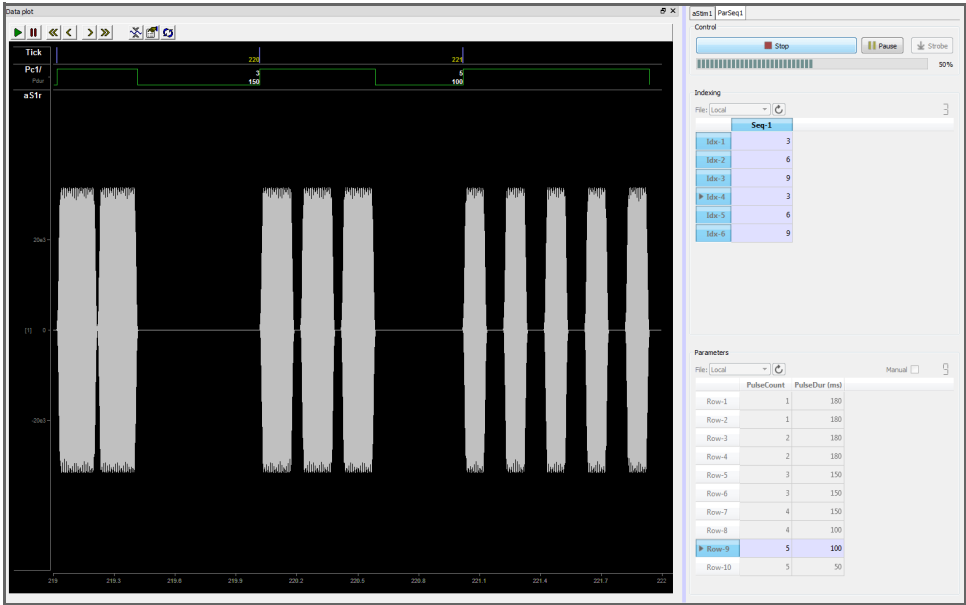 Data plot
Tick
220
221
Pc1/
3
5
Pdur
150
100
aS1r
20e3
[1] 0
-20e3
219
219.3
219.6
219.9
220.2
220.5
220.8
221.1
221.4
221.7
222
aStim1 ParSeq1
Control
Stop Pause Strobe
50%
Indexing
File: Local
Seq-1
Idx-1 3
Idx-2 6
Idx-3 9
Idx-4 3
Idx-5 6
Idx-6 9
Parameters
File: Local Manual
PulseCount PulseDur (ms)
Row-1 1 180
Row-2 1 180
Row-3 2 180
Row-4 2 180
Row-5 3 150
Row-6 3 150
Row-7 4 150
Row-8 4 100
Row-9 5 100
Row-10 5 50